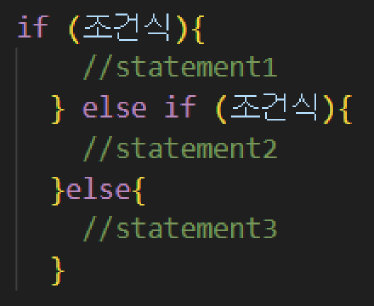 if (조건식){
//statement1
} else if (조건식){
//statement2
}else{
//statement3
}